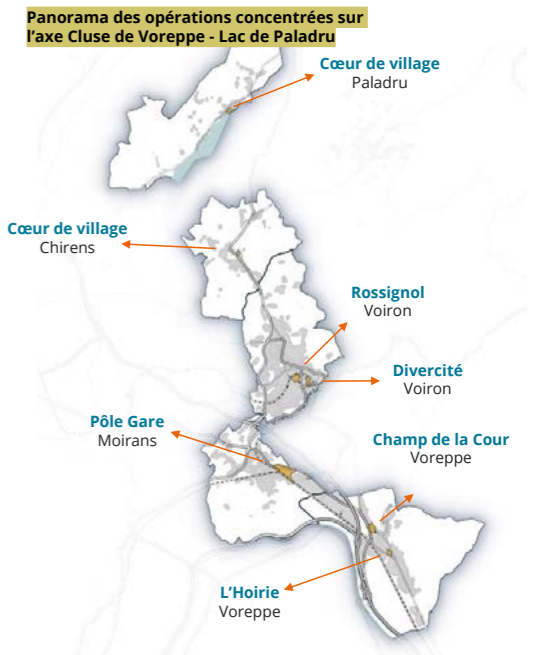 Panorama des opérations concentrées sur
l'axe Cluse de Voreppe - Lac de Paladru
Cœur de village
Paladru
Cœur de village
Chirens
Rossignol
Voiron
Divercité
Voiron
Pôle Gare
Moirans
Champ de la Cour
Voreppe
L'Hoirie
Voreppe